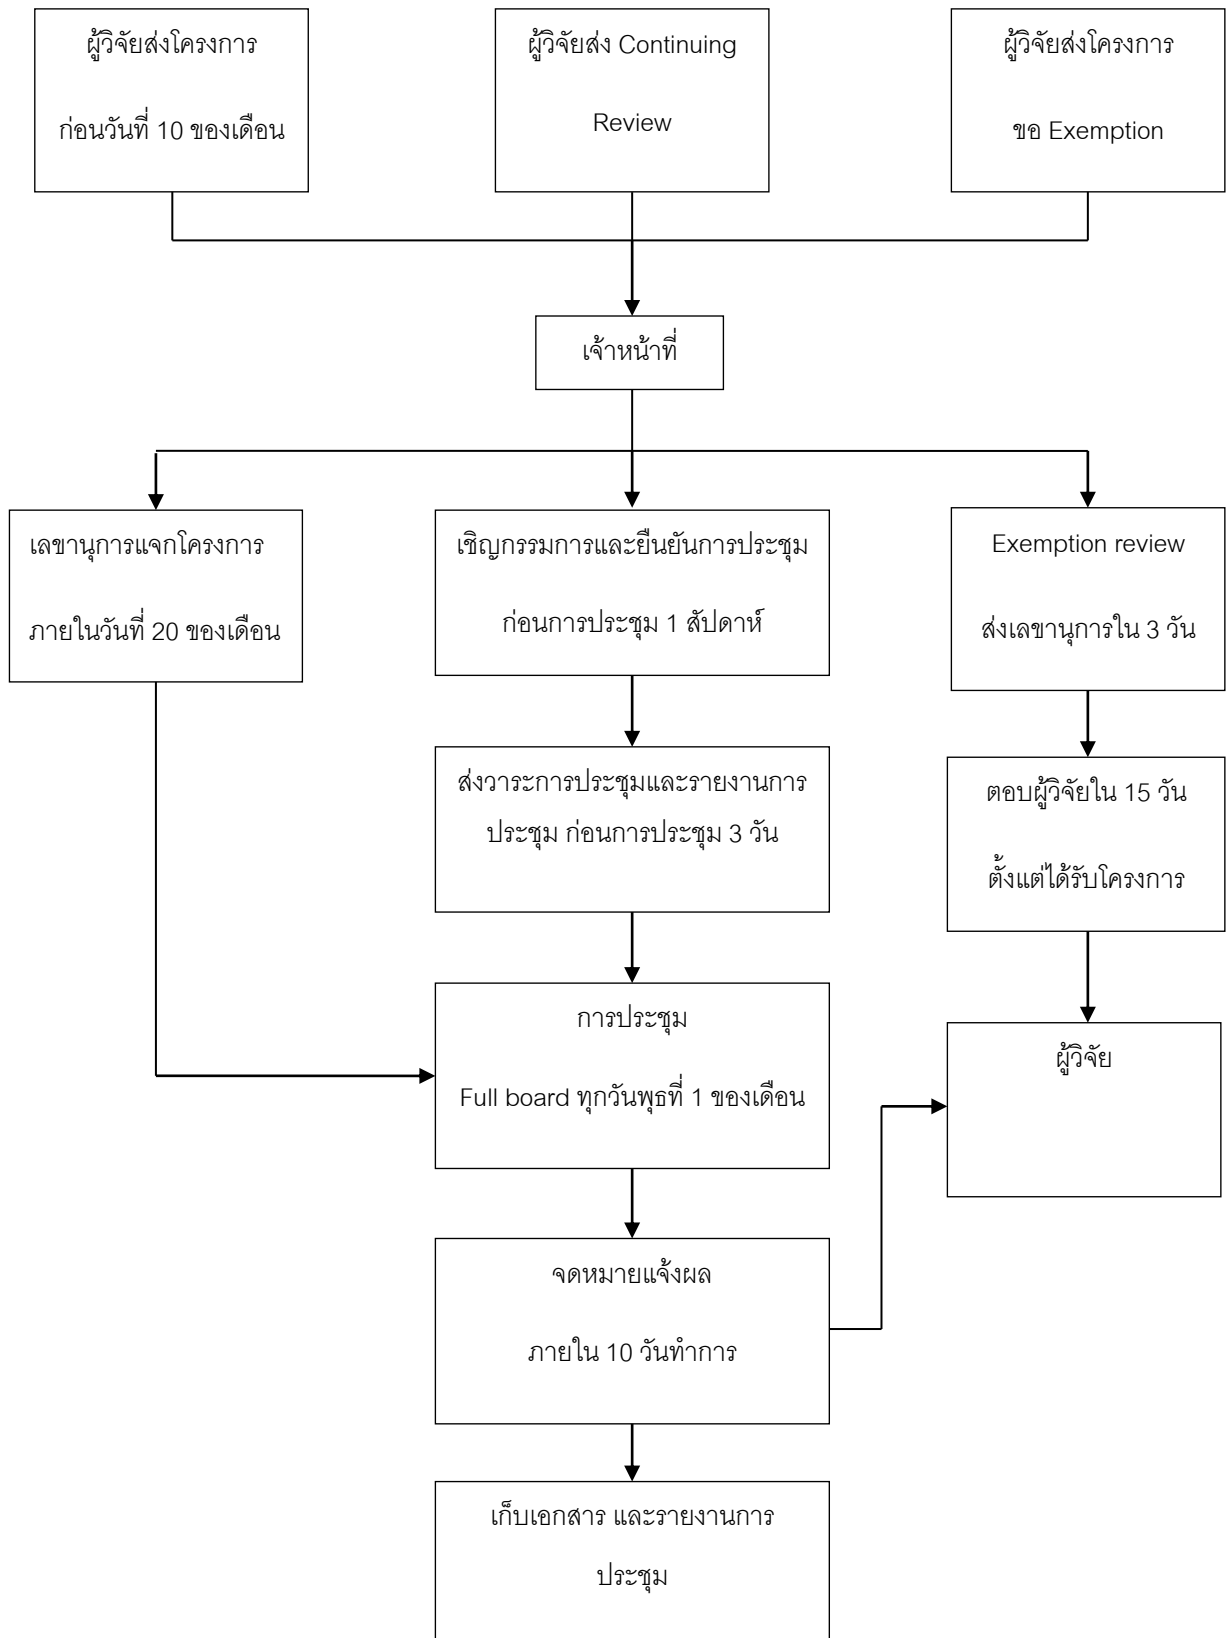 ผู้วิจัยส่งโครงการ
ก่อนวันที่ 10 ของเดือน
ผู้วิจัยส่ง Continuing
Review
ผู้วิจัยส่งโครงการ
ขอ Exemption
เจ้าหน้าที่
เลขานุการแจกโครงการ
ภายในวันที่ 20 ของเดือน
เชิญกรรมการและยืนยันการประชุม
ก่อนการประชุม 1 สัปดาห์
Exemption review
ส่งเลขานุการใน 3 วัน
ส่งวาระการประชุมและรายงานการ
ประชุม ก่อนการประชุม 3 วัน
ตอบผู้วิจัยใน 15 วัน
ตั้งแต่ได้รับโครงการ
การประชุม
Full board ทุกวันพุธที่ 1 ของเดือน
ผู้วิจัย
จดหมายแจ้งผล
ภายใน 10 วันทำการ
เก็บเอกสาร และรายงานการ
ประชุม